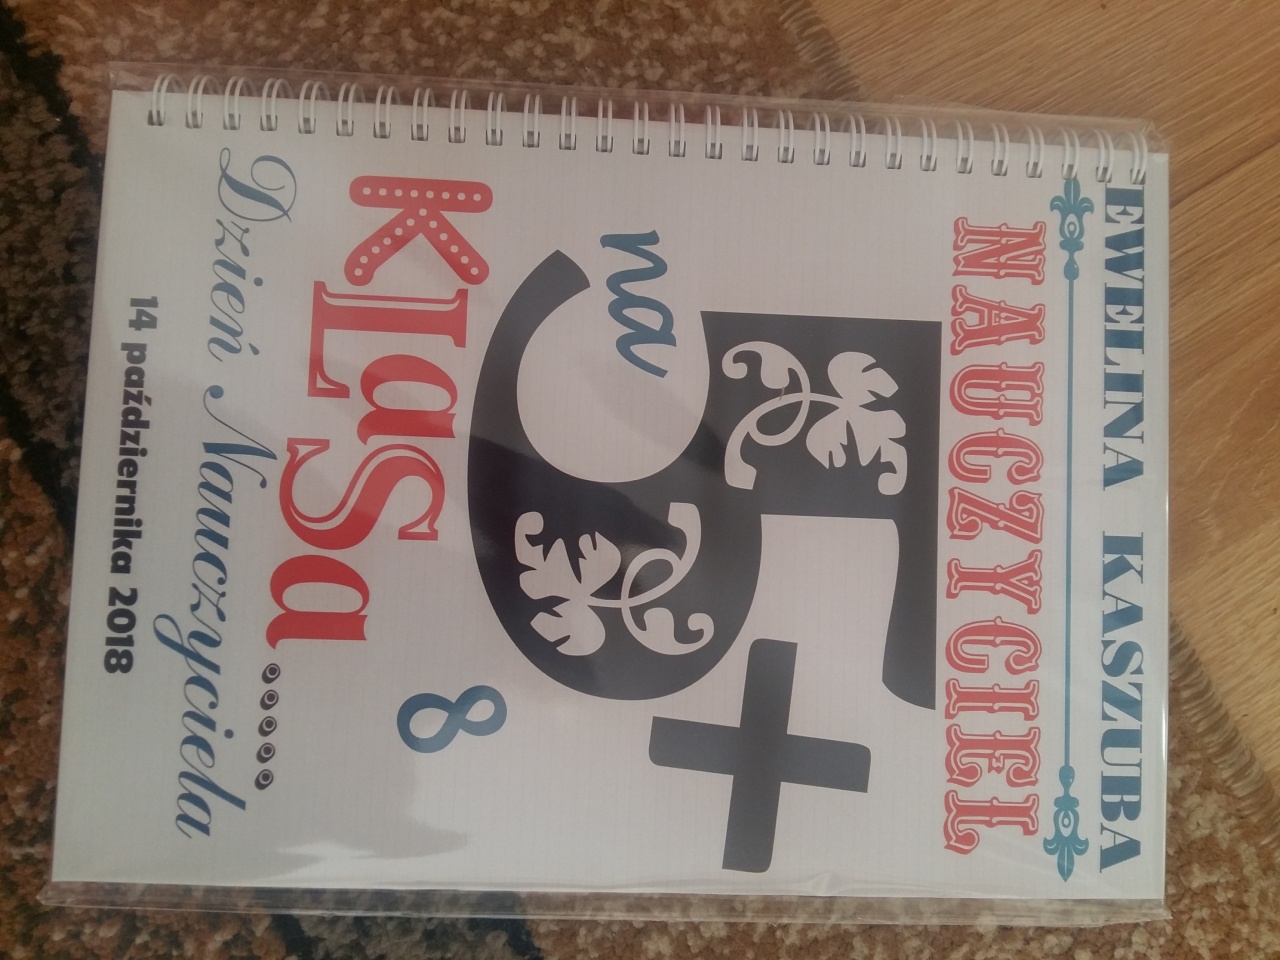 EWELINA KASZUBA
NAUCZYCIEL
na 5+
KLaSa...... 8
Dzień Nauczyciela
14 października 2018